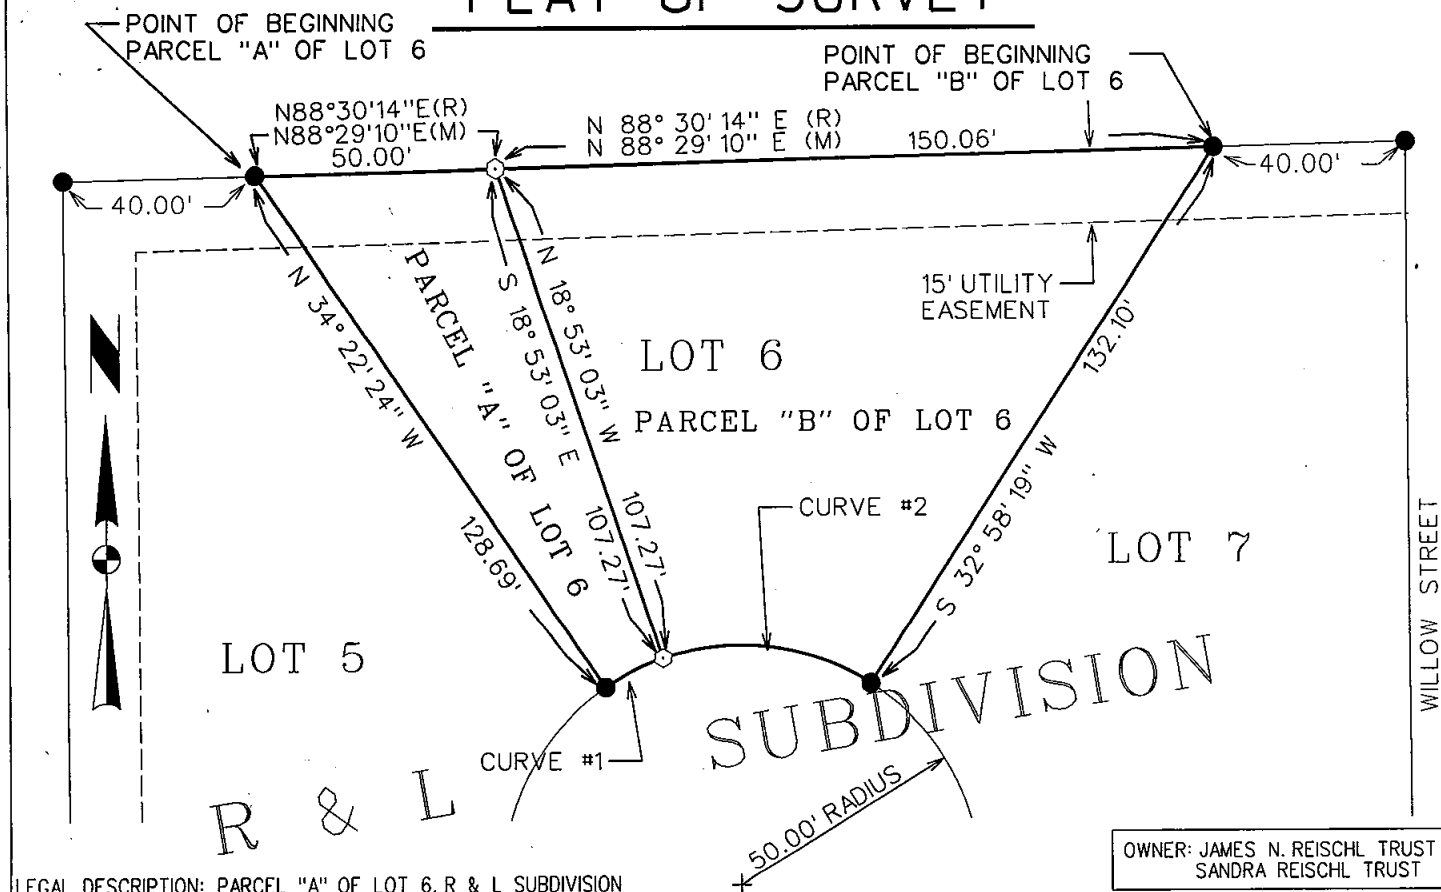 PLAT OF SURVEY
POINT OF BEGINNING
PARCEL "A" OF LOT 6
POINT OF BEGINNING
PARCEL "B" OF LOT 6
N88°30'14"E(R)
N88°29'10"E(M)
50.00'
N 88° 30' 14" E (R)
N 88° 29' 10" E (M)
150.06'
40.00'
40.00'
15' UTILITY
EASEMENT
N 34° 22' 24" W
128.69'
PARCEL "A" OF LOT 6
S 18° 53' 03" E
107.27'
N 18° 53' 03" W
107.27'
LOT 6
PARCEL "B" OF LOT 6
132.10'
S 32° 58' 19" W
N
CURVE #2
LOT 7
WILLOW STREET
LOT 5
CURVE #1
R & L SUBDIVISION
50.00' RADIUS
OWNER: JAMES N. REISCHL TRUST
SANDRA REISCHL TRUST
LEGAL DESCRIPTION: PARCEL "A" OF LOT 6, R & L SUBDIVISION